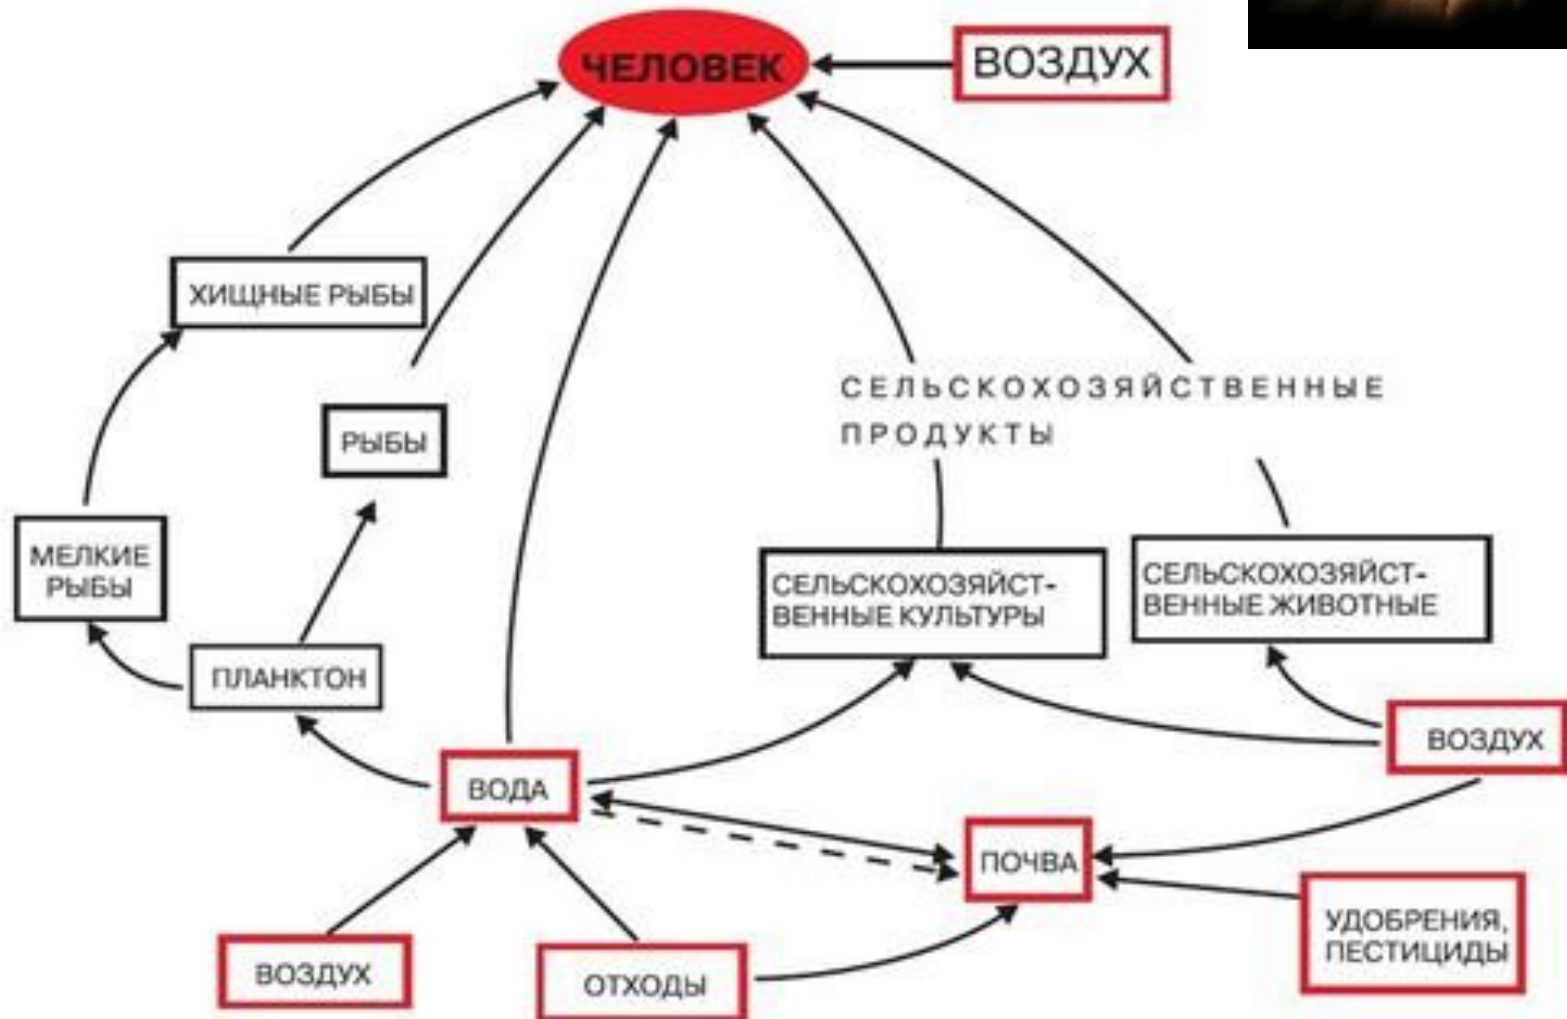 ЧЕЛОВЕК
ВОЗДУХ
ХИЩНЫЕ РЫБЫ
СЕЛЬСКОХОЗЯЙСТВЕННЫЕ
ПРОДУКТЫ
РЫБЫ
МЕЛКИЕ
РЫБЫ
СЕЛЬСКОХОЗЯЙСТ-
ВЕННЫЕ КУЛЬТУРЫ
СЕЛЬСКОХОЗЯЙСТ-
ВЕННЫЕ ЖИВОТНЫЕ
ПЛАНКТОН
ВОЗДУХ
ВОДА
ПОЧВА
УДОБРЕНИЯ,
ПЕСТИЦИДЫ
ВОЗДУХ
ОТХОДЫ